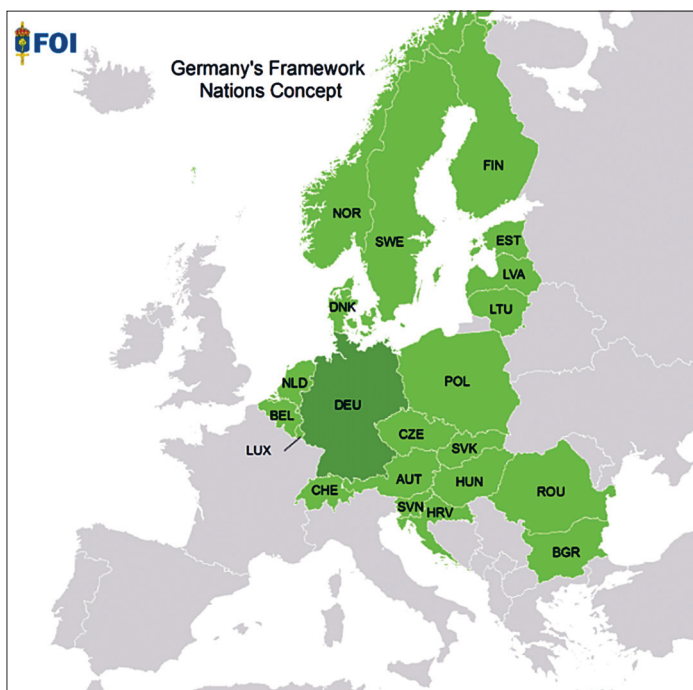 FOI
Germany's Framework
Nations Concept
FIN
NOR
SWE
EST
LVA
DNK
LTU
NLD
DEU
POL
BEL
CZE
LUX
SVK
CHE
AUT
HUN
ROU
SVN
HRV
BGR